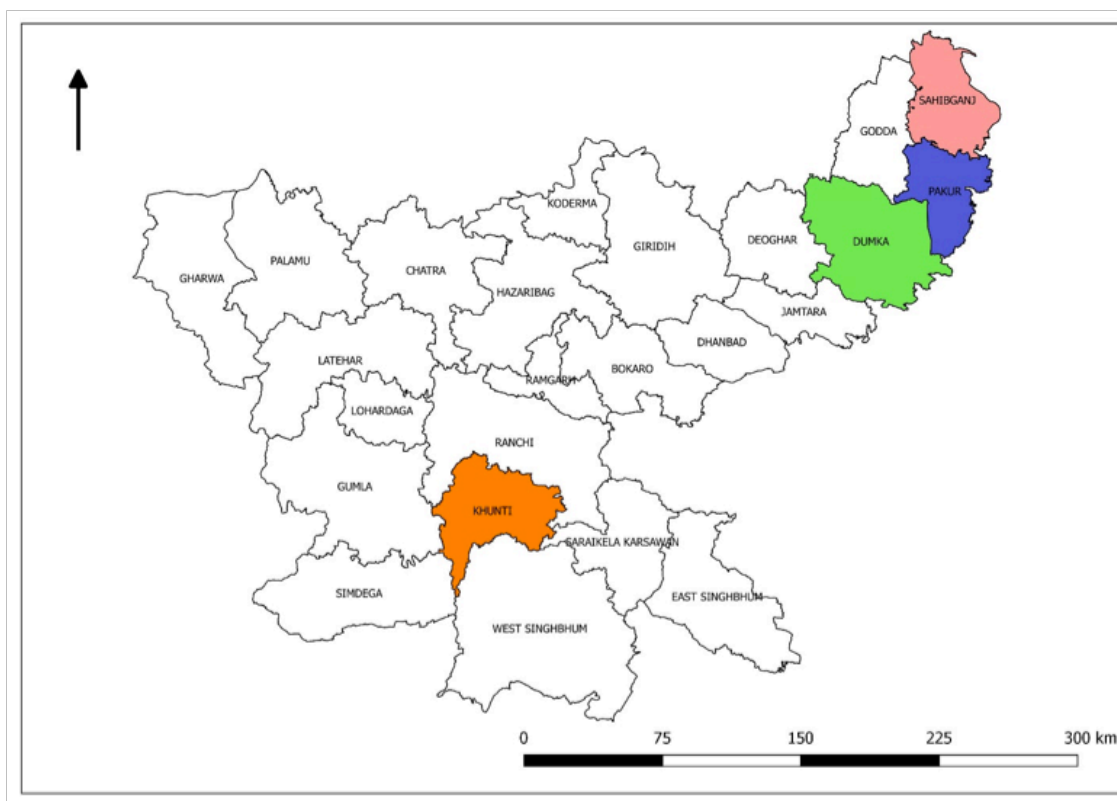 SAHIBGANJ
GODDA
PAKUR
KODERMA
DUMKA
GIRIDIH
DEOGHAR
PALAMU
CHATRA
GHARWA
HAZARIBAG
JAMTARA
DHANBAD
LATEHAR
BOKARO
RAMGARH
LOHARDAGA
RANCHI
GUMLA
KHUNTI
SARAIKELA KARSAWAN
SIMDEGA
EAST SINGHBHUM
WEST SINGHBHUM
0 75 150 225 300 km